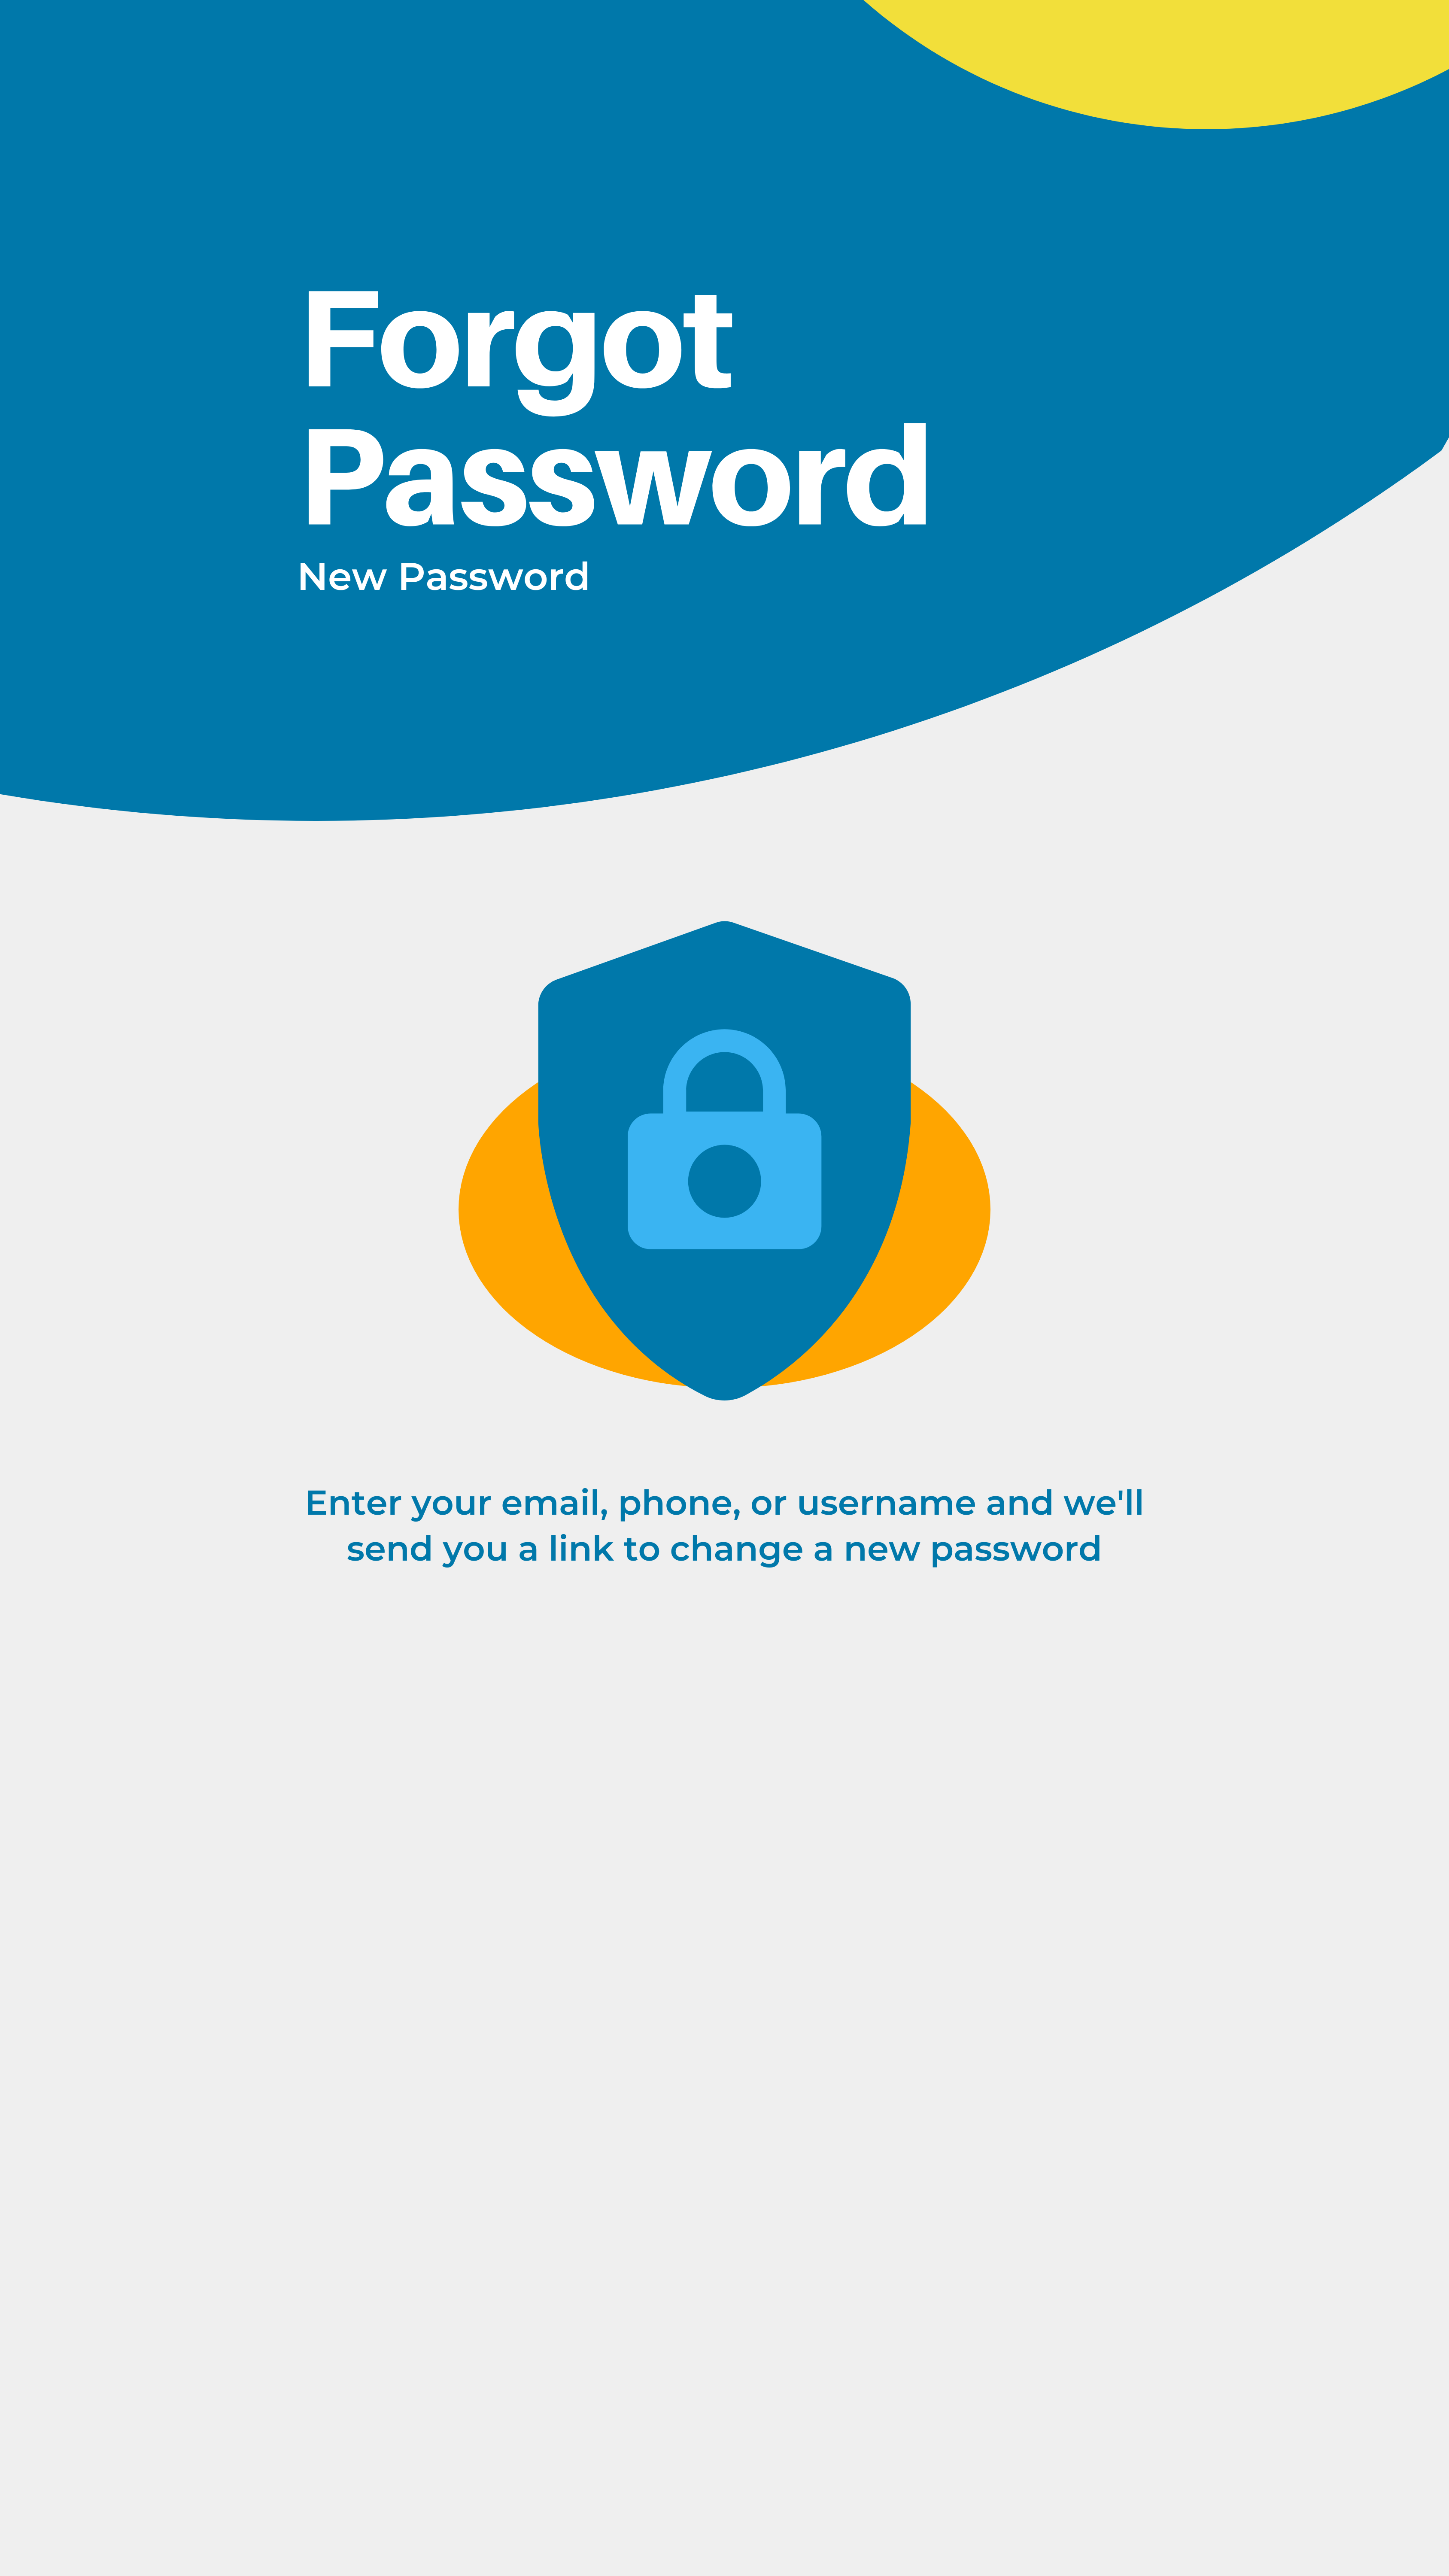 Forgot
Password
New Password
Enter your email, phone, or username and we'll
send you a link to change a new password